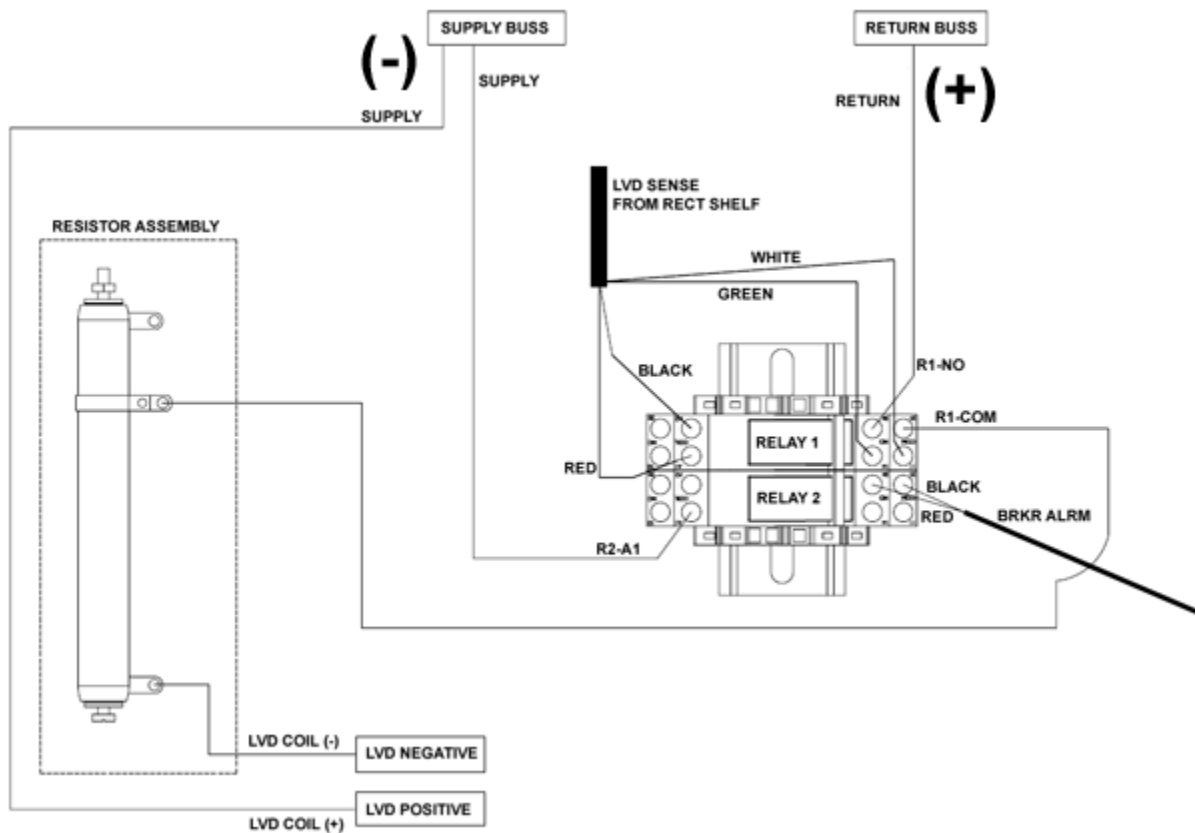 SUPPLY BUSS
RETURN BUSS
(-)
(+)
SUPPLY
RETURN
SUPPLY
LVD SENSE
FROM RECT SHELF
RESISTOR ASSEMBLY
WHITE
GREEN
BLACK
R1-NO
R1-COM
RELAY 1
RED
BLACK
RELAY 2
RED
BRKR ALRM
R2-A1
LVD COIL (-)
LVD NEGATIVE
LVD POSITIVE
LVD COIL (+)